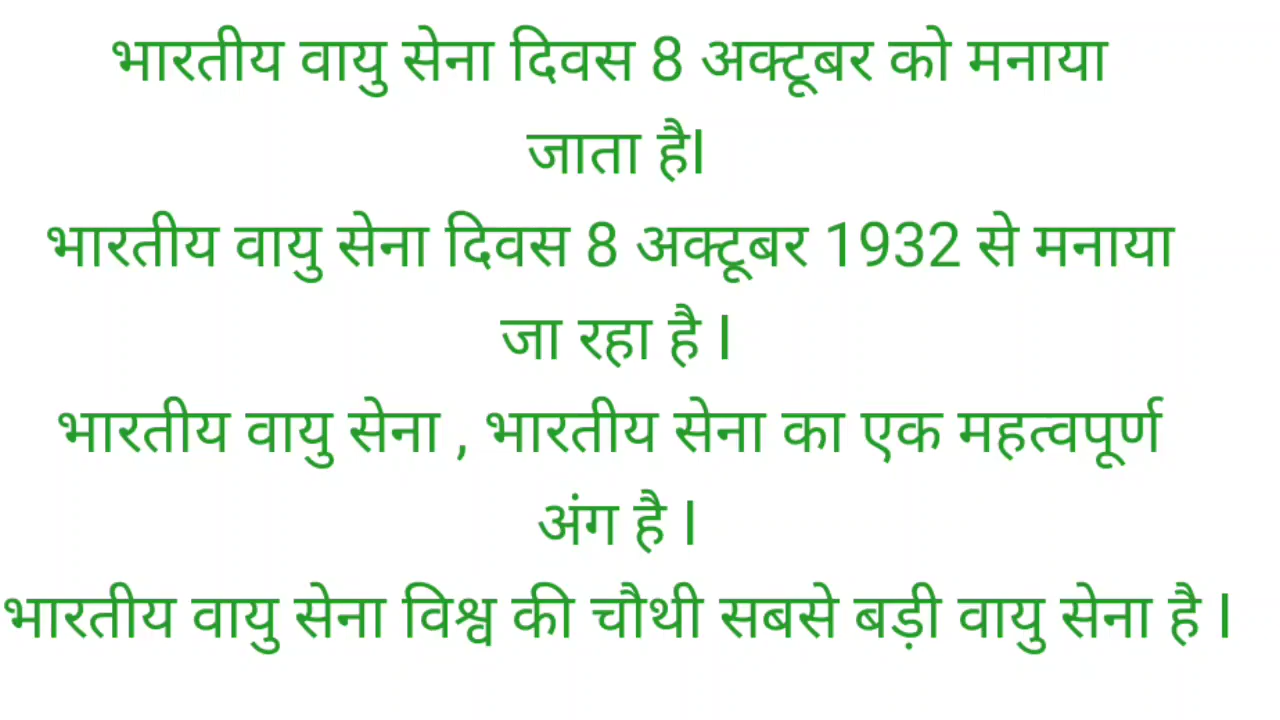 भारतीय वायु सेना दिवस 8 अक्टूबर को मनाया
जाता है।
भारतीय वायु सेना दिवस 8 अक्टूबर 1932 से मनाया
जा रहा है ।
भारतीय वायु सेना , भारतीय सेना का एक महत्वपूर्ण
अंग है ।
भारतीय वायु सेना विश्व की चौथी सबसे बड़ी वायु सेना है ।